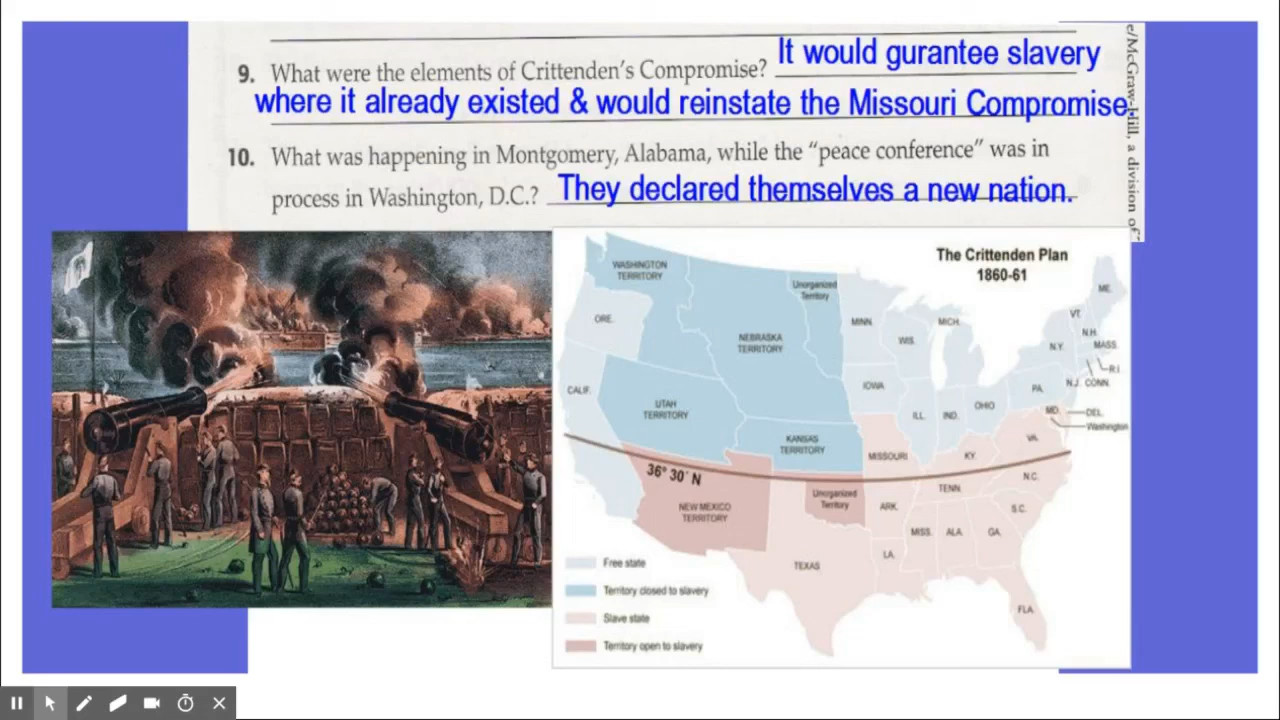 9. What were the elements of Crittenden's Compromise? It would gurantee slavery
where it already existed & would reinstate the Missouri Compromise.
10. What was happening in Montgomery, Alabama, while the "peace conference" was in
process in Washington, D.C.? They declared themselves a new nation.
e/McGraw-Hill, a division of
The Crittenden Plan
1860-61
WASHINGTON
TERRITORY
Unorganized
Territory
ME.
ORE.
MINN.
MICH.
VT.
N.H.
NEBRASKA
TERRITORY
WIS.
N.Y.
MASS.
R.I.
CALIF.
IOWA
PA.
N.J.
CONN.
UTAH
TERRITORY
ILL.
IND.
OHIO
MD.
DEL.
Washington
KANSAS
TERRITORY
MISSOURI
KY.
VA.
36° 30´ N
N.C.
NEW MEXICO
TERRITORY
Unorganized
Territory
ARK.
TENN.
S.C.
MISS.
ALA.
GA.
LA.
TEXAS
FLA.
Free state
Territory closed to slavery
Slave state
Territory open to slavery